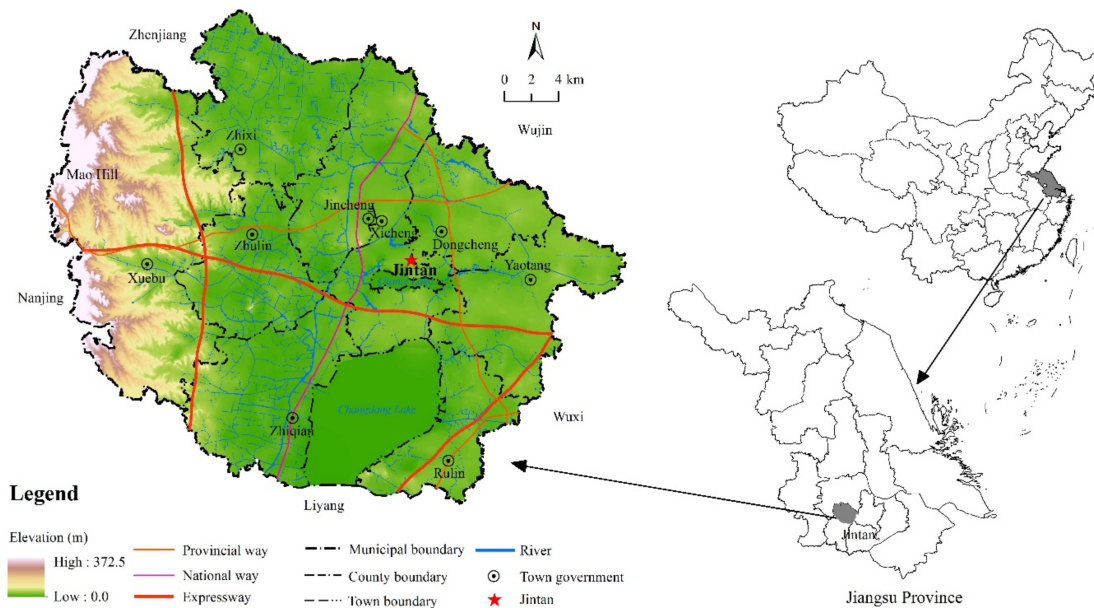 Zhenjiang
N
0 2 4 km
Wujin
Zhixi
Mao Hill
Jincheng
Xicheng
Zhulin
Dongcheng
Jintan
Yaotang
Xuebu
Nanjing
Changdang Lake
Wuxi
Zhiqian
Rulin
Liyang
Legend
Elevation (m)
High : 372.5
Low : 0.0
Provincial way
National way
Expressway
Municipal boundary
County boundary
Town boundary
River
Town government
Jintan
Jintan
Jiangsu Province